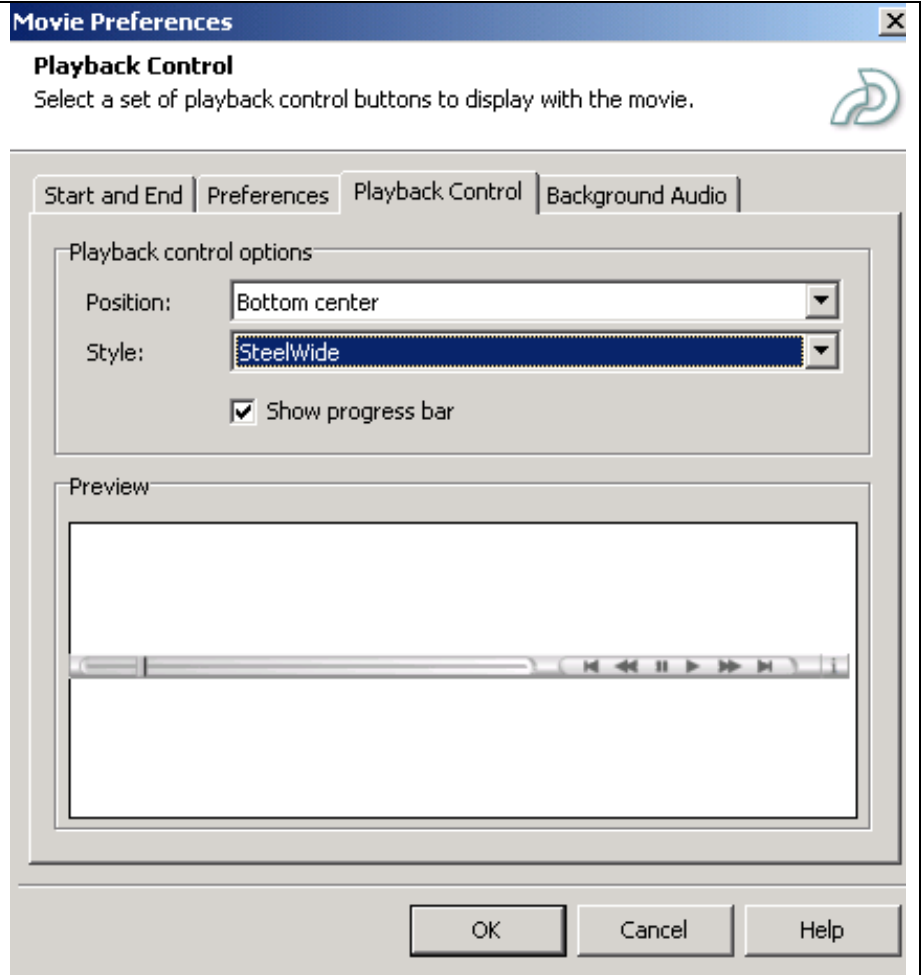 Movie Preferences
Playback Control
Select a set of playback control buttons to display with the movie.
Start and End Preferences Playback Control Background Audio
Playback control options
Position: Bottom center
Style: SteelWide
Show progress bar
Preview
i
OK Cancel Help